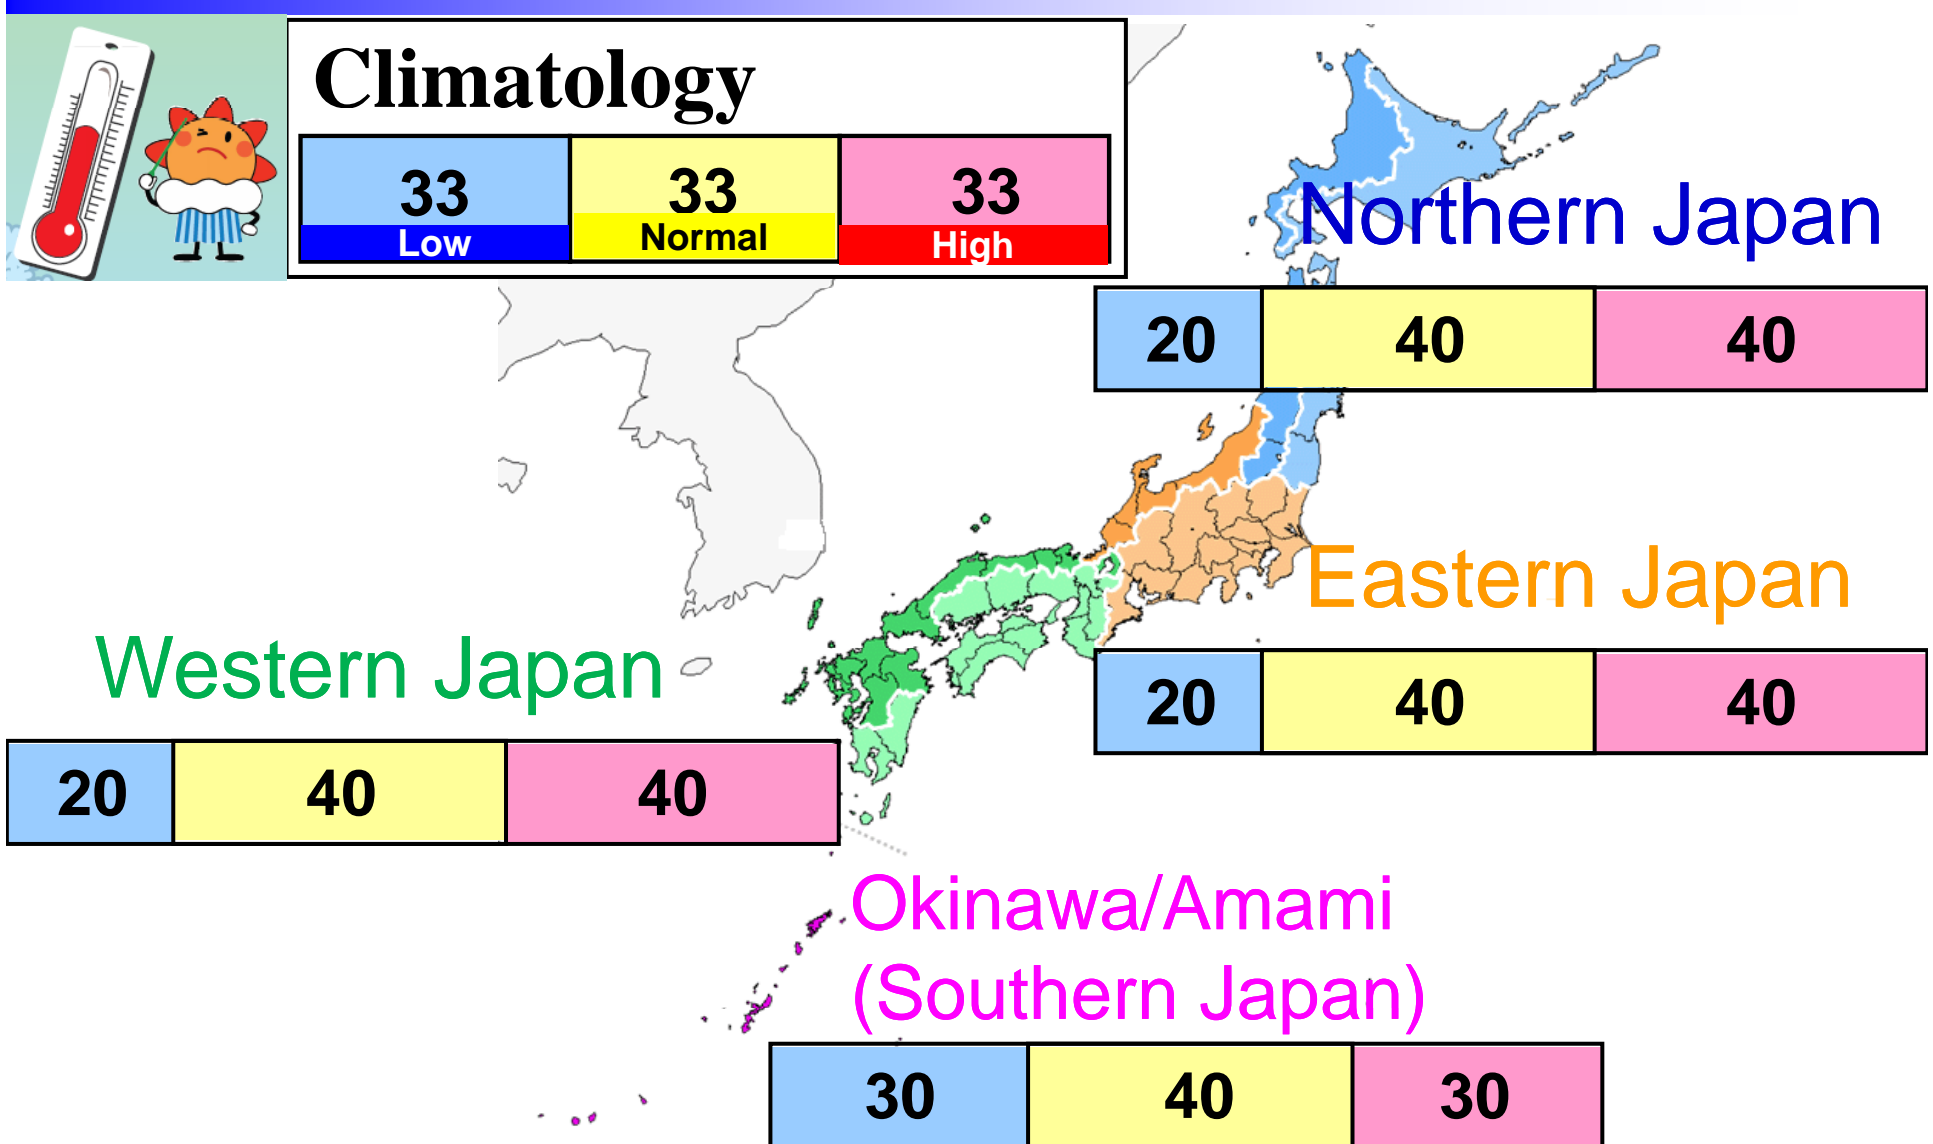 Climatology
33 33 33
Low Normal High
Northern Japan
20 40 40
Eastern Japan
20 40 40
Western Japan
20 40 40
Okinawa/Amami
(Southern Japan)
30 40 30